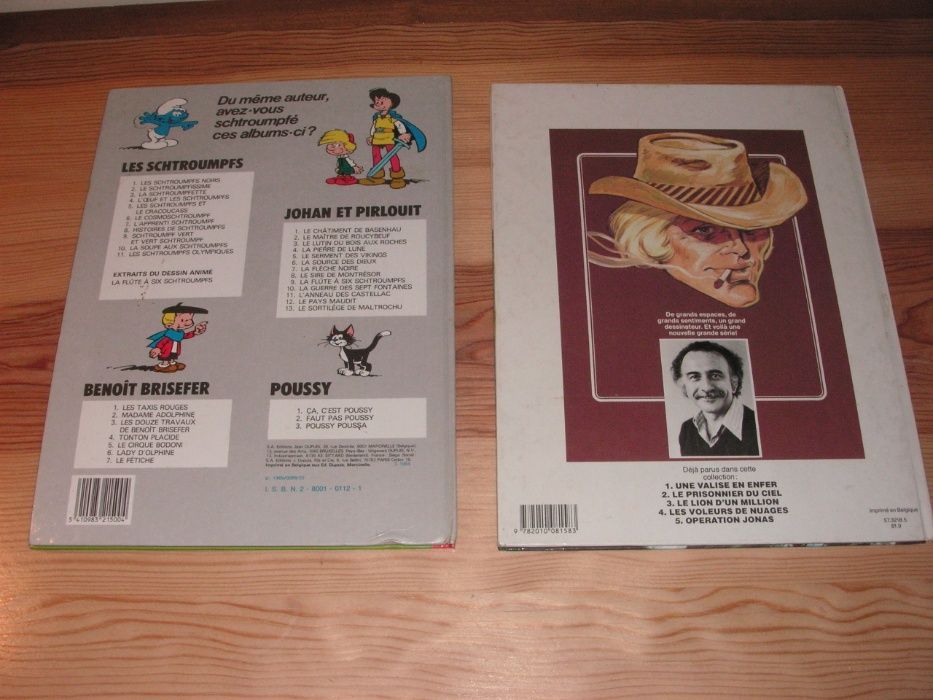 Du même auteur,
avez-vous
schtroumpfé
ces albums-ci ?
LES SCHTROUMPFS
1. LES SCHTROUMPFS NOIRS
2. LE SCHTROUMPFISSIME
3. LA SCHTROUMPFETTE
4. L'ŒUF ET LES SCHTROUMPFS
5. LES SCHTROUMPFS ET
LE CRACOUCASS
6. LE COSMOSCHTROUMPF
7. L'APPRENTI SCHTROUMPF
8. HISTOIRES DE SCHTROUMPFS
9. SCHTROUMPF VERT
ET VERT SCHTROUMPF
10. LA SOUPE AUX SCHTROUMPFS
11. LES SCHTROUMPFS OLYMPIQUES
EXTRAITS DU DESSIN ANIMÉ
LA FLÛTE À SIX SCHTROUMPFS
JOHAN ET PIRLOUIT
1. LE CHÂTIMENT DE BASENHAU
2. LE MAÎTRE DE ROUCYBEUF
3. LE LUTIN DU BOIS AUX ROCHES
4. LA PIERRE DE LUNE
5. LE SERMENT DES VIKINGS
6. LA SOURCE DES DIEUX
7. LA FLÈCHE NOIRE
8. LE SIRE DE MONTRÉSOR
9. LA FLÛTE À SIX SCHTROUMPFS
10. LA GUERRE DES SEPT FONTAINES
11. L'ANNEAU DES CASTELLAC
12. LE PAYS MAUDIT
13. LE SORTILÈGE DE MALTROCHU
BENOÎT BRISEFER
1. LES TAXIS ROUGES
2. MADAME ADOLPHINE
3. LES DOUZE TRAVAUX
DE BENOÎT BRISEFER
4. TONTON PLACIDE
5. LE CIRQUE BODONI
6. LADY D'OLPHINE
7. LE FÉTICHE
POUSSY
1. ÇA, C'EST POUSSY
2. FAUT PAS POUSSY
3. POUSSY POUSSA
Imprimé en Belgique
I. S. B. N. 2 - 8001 - 0112 - 1
5 410983 215004
De grands espaces, de
grands sentiments, un grand
dessinateur. Et voilà une
nouvelle grande série!
Déjà parus dans cette
collection :
1. UNE VALISE EN ENFER
2. LE PRISONNIER DU CIEL
3. LE LION D'UN MILLION
4. LES VOLEURS DE NUAGES
5. OPERATION JONAS
9 782010 081583
Imprimé en Belgique